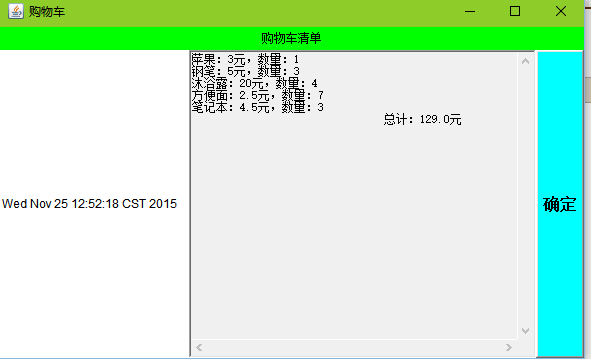 购物车
购物车清单
苹果：3元，数量：1
钢笔：5元，数量：3
沐浴露：20元，数量：4
方便面：2.5元，数量：7
笔记本：4.5元，数量：3
总计：129.0元
Wed Nov 25 12:52:18 CST 2015
确定